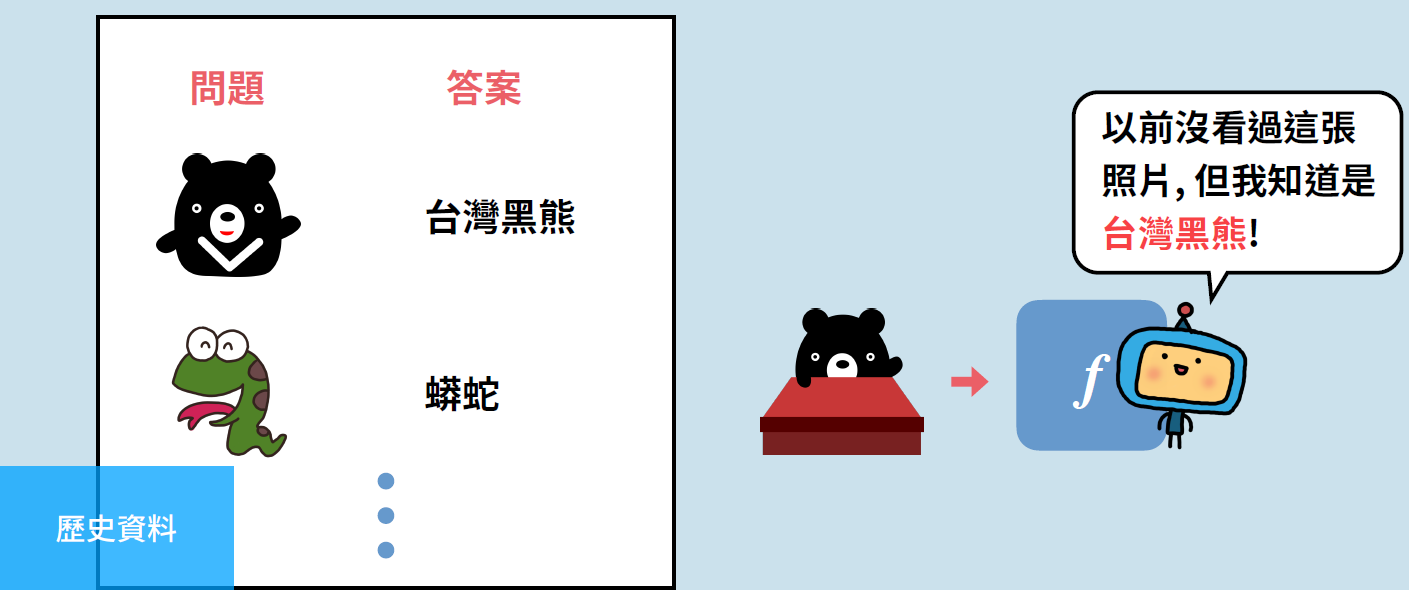 問題
答案
台灣黑熊
蟒蛇
歷史資料
以前沒看過這張
照片, 但我知道是
台灣黑熊!
f